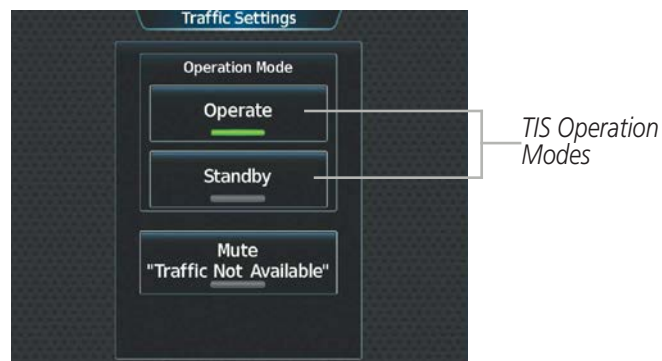 Traffic Settings
Operation Mode
Operate
Standby
Mute
"Traffic Not Available"
TIS Operation
Modes